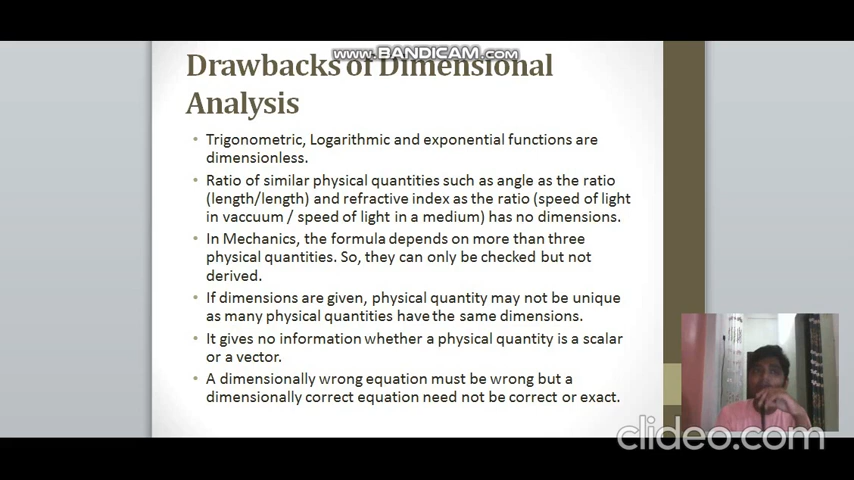 www.BANDICAM.com
Drawbacks of Dimensional
Analysis
• Trigonometric, Logarithmic and exponential functions are
dimensionless.
• Ratio of similar physical quantities such as angle as the ratio
(length/length) and refractive index as the ratio (speed of light
in vaccuum / speed of light in a medium) has no dimensions.
• In Mechanics, the formula depends on more than three
physical quantities. So, they can only be checked but not
derived.
• If dimensions are given, physical quantity may not be unique
as many physical quantities have the same dimensions.
• It gives no information whether a physical quantity is a scalar
or a vector.
• A dimensionally wrong equation must be wrong but a
dimensionally correct equation need not be correct or exact.
clideo.com